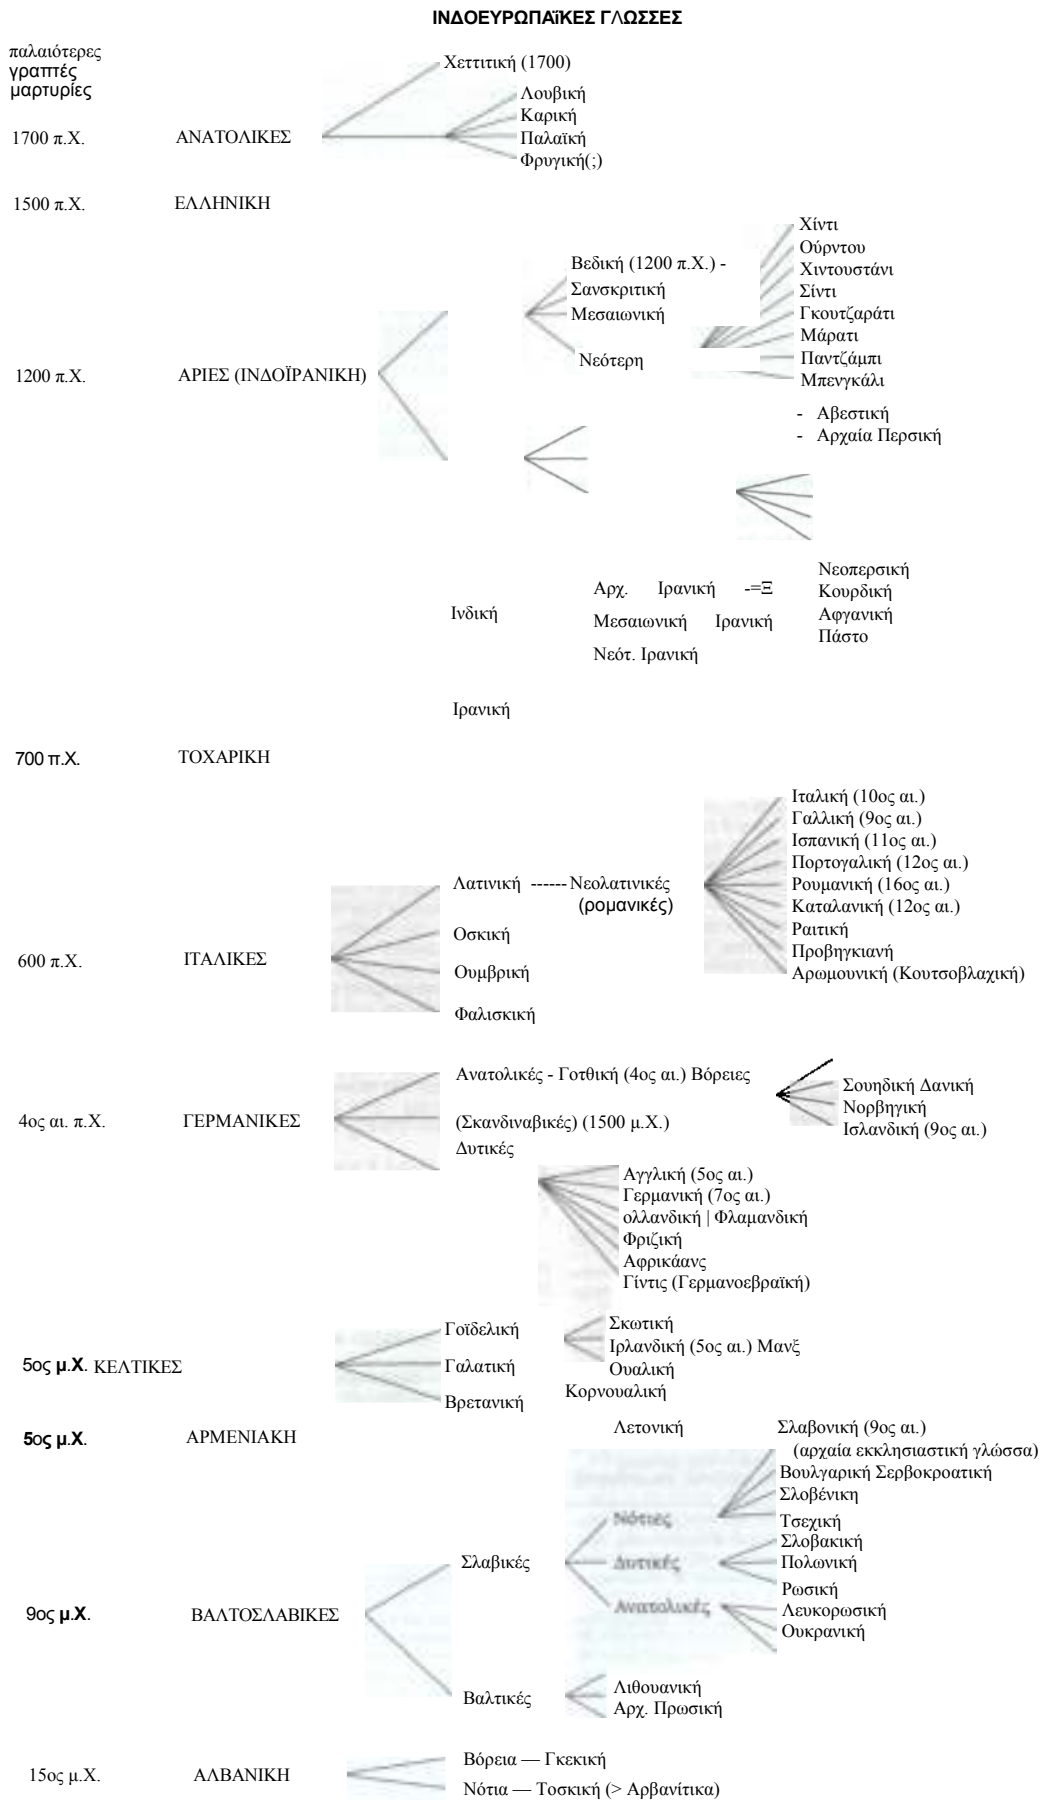 ΙΝΔΟΕΥΡΩΠΑΪΚΕΣ ΓΛΩΣΣΕΣ
παλαιότερες
γραπτές
μαρτυρίες
Χεττιτική (1700)
Λουβική
Καρική
1700 π.Χ. ΑΝΑΤΟΛΙΚΕΣ Παλαϊκή
Φρυγική(;)
1500 π.Χ. ΕΛΛΗΝΙΚΗ
Χίντι
Ούρντου
Βεδική (1200 π.Χ.) - Χιντουστάνι
Σανσκριτική Σίντι
Μεσαιωνική Γκουτζαράτι
Μάρατι
Νεότερη Παντζάμπι
1200 π.Χ. ΑΡΙΕΣ (ΙΝΔΟΪΡΑΝΙΚΗ) Μπενγκάλι
- Αβεστική
- Αρχαία Περσική
Νεοπερσική
Αρχ. Ιρανική -=Ξ Κουρδική
Ινδική Μεσαιωνική Ιρανική Αφγανική
Πάστο
Νεότ. Ιρανική
Ιρανική
700 π.Χ. ΤΟΧΑΡΙΚΗ
Ιταλική (10ος αι.)
Γαλλική (9ος αι.)
Ισπανική (11ος αι.)
Πορτογαλική (12ος αι.)
Λατινική ------ Νεολατινικές Ρουμανική (16ος αι.)
(ρομανικές) Καταλανική (12ος αι.)
Οσκική Ραιτική
Προβηγκιανή
600 π.Χ. ΙΤΑΛΙΚΕΣ Ουμβρική Αρωμουνική (Κουτσοβλαχική)
Φαλισκική
Ανατολικές - Γοτθική (4ος αι.) Βόρειες Σουηδική Δανική
Νορβηγική
4ος αι. π.Χ. ΓΕΡΜΑΝΙΚΕΣ (Σκανδιναβικές) (1500 μ.Χ.) Ισλανδική (9ος αι.)
Δυτικές
Αγγλική (5ος αι.)
Γερμανική (7ος αι.)
ολλανδική | Φλαμανδική
Φριζική
Αφρικάανς
Γίντις (Γερμανοεβραϊκή)
Γοϊδελική Σκωτική
Ιρλανδική (5ος αι.) Μανξ
5ος μ.Χ. ΚΕΛΤΙΚΕΣ Γαλατική Ουαλική
Βρετανική Κορνουαλική
5ος μ.Χ. ΑΡΜΕΝΙΑΚΗ Λετονική Σλαβονική (9ος αι.)
(αρχαία εκκλησιαστική γλώσσα)
Βουλγαρική Σερβοκροατική
Σλοβένικη
Νότιες Τσεχική
Σλοβακική
Σλαβικές Δυτικές Πολωνική
Ρωσική
9ος μ.Χ. ΒΑΛΤΟΣΛΑΒΙΚΕΣ Ανατολικές Λευκορωσική
Ουκρανική
Λιθουανική
Βαλτικές Αρχ. Πρωσική
Βόρεια — Γκεκική
15ος μ.Χ. ΑΛΒΑΝΙΚΗ
Νότια — Τοσκική (> Αρβανίτικα)